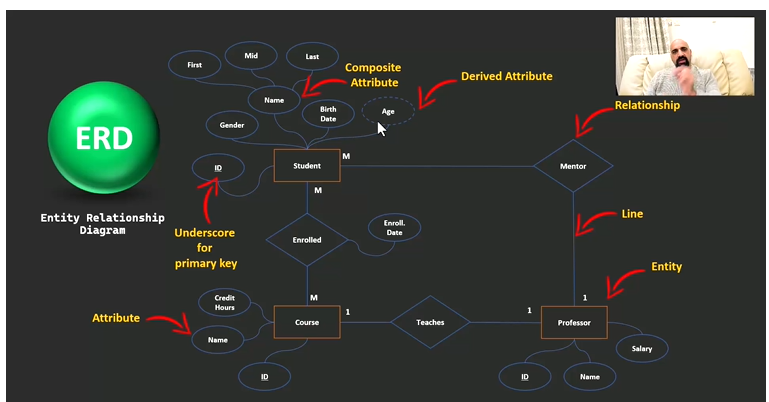 First
Mid
Last
Composite
Attribute
Derived Attribute
Relationship
Name
Birth
Date
Age
Gender
ERD
ID
Student
M
Mentor
M
Entity Relationship
Diagram
Underscore
for
primary key
Enrolled
Enroll.
Date
Line
Entity
Credit
Hours
M
1
Attribute
Name
Course
1
Teaches
1
Professor
Salary
ID
ID
Name